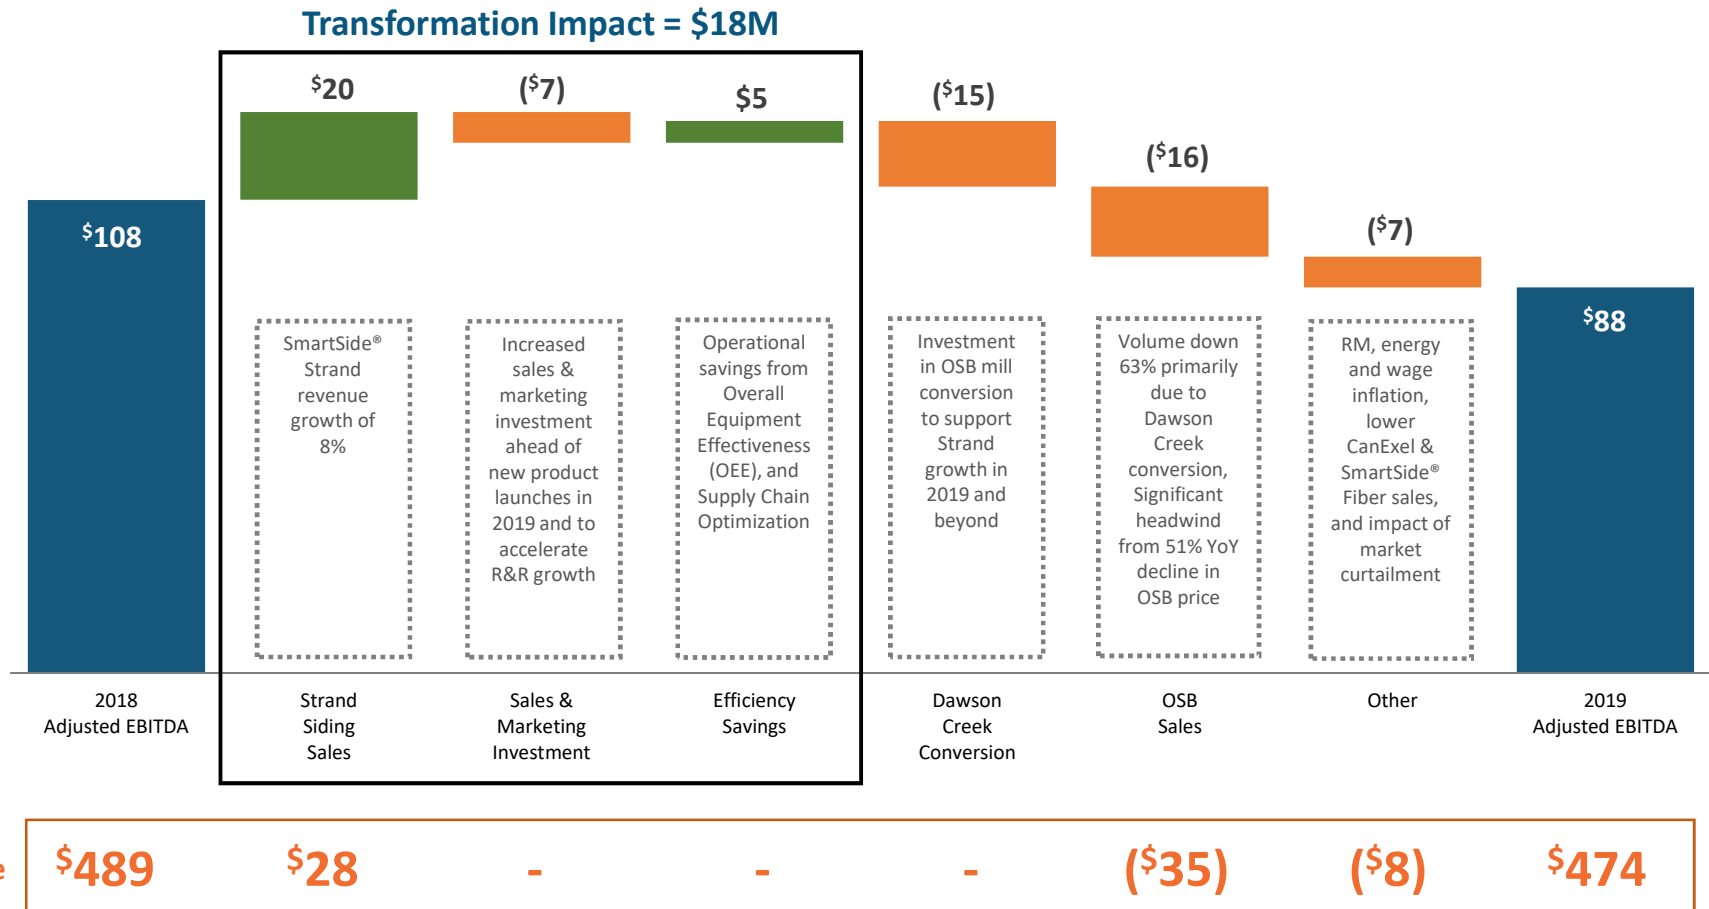 Transformation Impact = $18M
$20
($7)
$5
($15)
($16)
($7)
$108
$88
SmartSide®
Strand
revenue
growth of
8%
Increased
sales &
marketing
investment
ahead of
new product
launches in
2019 and to
accelerate
R&R growth
Operational
savings from
Overall
Equipment
Effectiveness
(OEE), and
Supply Chain
Optimization
Investment
in OSB mill
conversion
to support
Strand
growth in
2019 and
beyond
Volume down
63% primarily
due to
Dawson
Creek
conversion,
Significant
headwind
from 51% YoY
decline in
OSB price
RM, energy
and wage
inflation,
lower
CanExel &
SmartSide®
Fiber sales,
and impact of
market
curtailment
2018
Adjusted EBITDA
Strand
Siding
Sales
Sales &
Marketing
Investment
Efficiency
Savings
Dawson
Creek
Conversion
OSB
Sales
Other
2019
Adjusted EBITDA
$489 $28 - - - ($35) ($8) $474